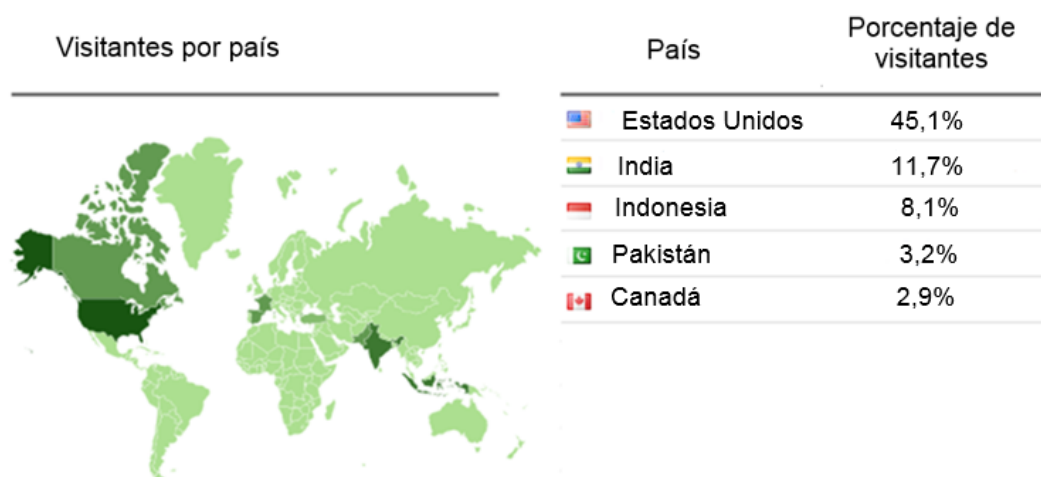 Visitantes por país
País
Porcentaje de
visitantes
Estados Unidos 45,1%
India 11,7%
Indonesia 8,1%
Pakistán 3,2%
Canadá 2,9%